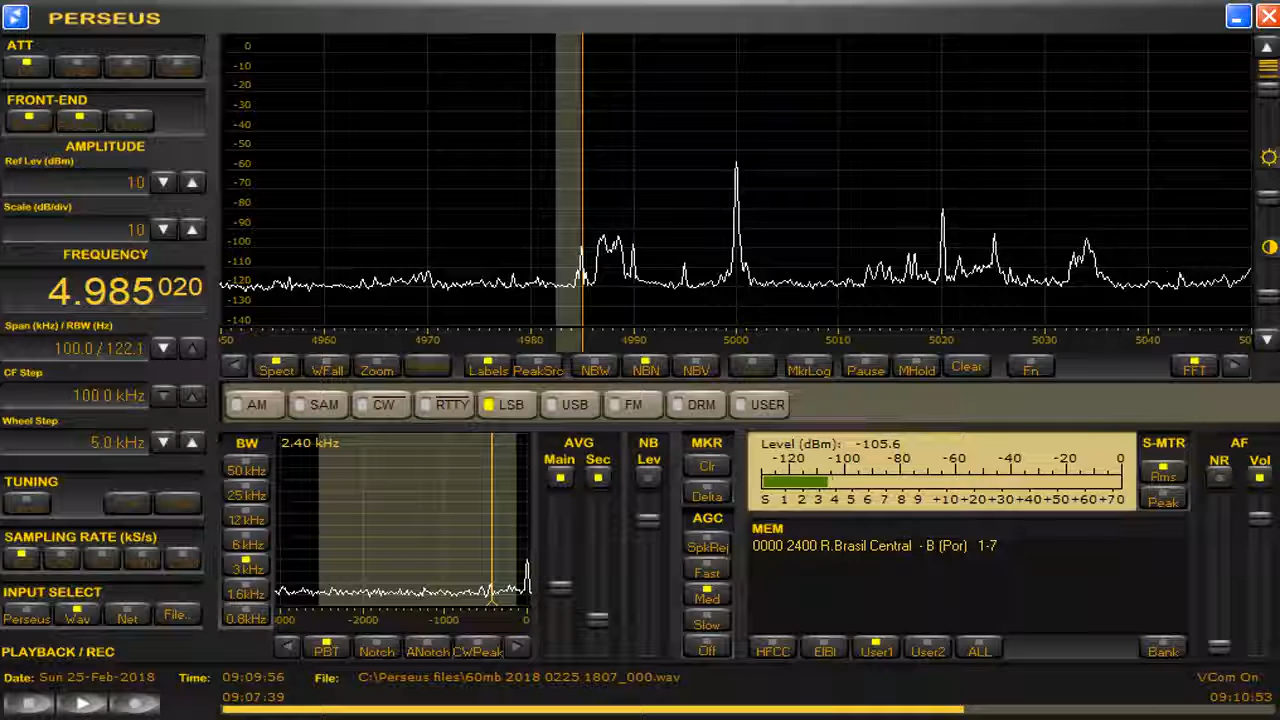 PERSEUS
ATT
FRONT-END
AMPLITUDE
Ref Lev (dBm)
10
Scale (dB/div)
10
FREQUENCY
4.985020
Span (kHz) / RBW (Hz)
100.0 / 122.1
CF Step
100.0 kHz
Wheel Step
5.0 kHz
TUNING
SAMPLING RATE (kS/s)
INPUT SELECT
Perseus Wav Net File..
PLAYBACK / REC
0
-10
-20
-30
-40
-50
-60
-70
-80
-90
-100
-110
-120
-130
-140
4960 4970 4980 4990 5000 5010 5020 5030 5040
Spect WFall Zoom Labels PeakSrc NBW NBN NBV MkrLog Pause MHold Clear Fn FFT
AM SAM CW RTTY LSB USB FM DRM USER
BW
50 kHz
25 kHz
12 kHz
6 kHz
3 kHz
1.6kHz
0.8kHz
2.40 kHz
-2000 -1000 0
PBT Notch ANotch CWPeak
AVG
Main Sec
NB
Lev
MKR
Clr
Delta
AGC
SpkRej
Fast
Med
Slow
Off
Level (dBm): -105.6
-120 -100 -80 -60 -40 -20 0
S 1 2 3 4 5 6 7 8 9 +10+20+30+40+50+60+70
S-MTR
Rms
Peak
AF
NR Vol
MEM
0000 2400 R.Brasil Central - B (Por) 1-7
HFCC EIBI User1 User2 ALL Bank
Date: Sun 25-Feb-2018 Time: 09:09:56 File: C:\Perseus files\60mb 2018 0225 1807_000.wav VCom On
09:07:39 09:10:53